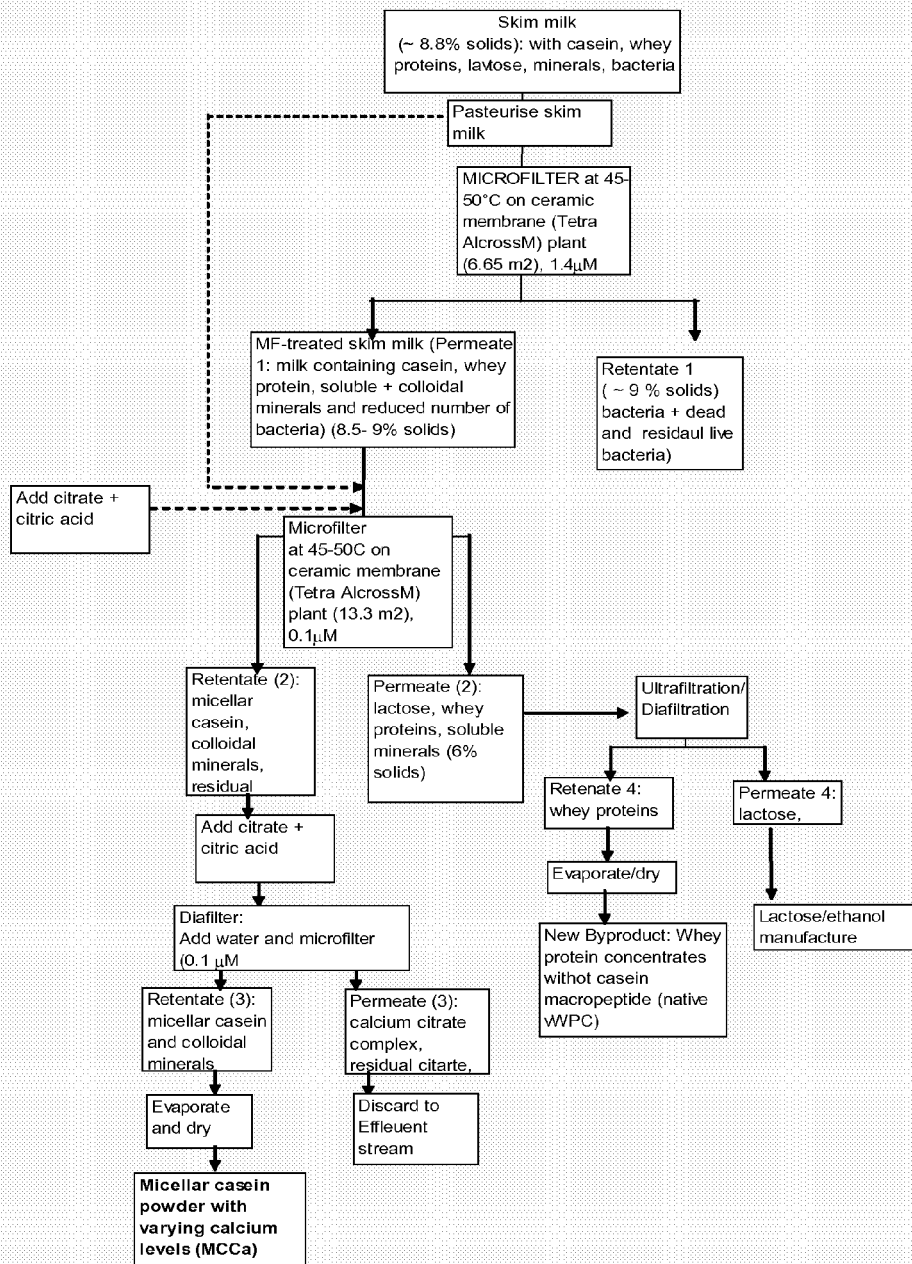 Skim milk
(~ 8.8% solids): with casein, whey
proteins, lavtose, minerals, bacteria
Pasteurise skim
milk
MICROFILTER at 45-
50°C on ceramic
membrane (Tetra
AlcrossM) plant
(6.65 m2), 1.4μM
MF-treated skim milk (Permeate
1: milk containing casein, whey
protein, soluble + colloidal
minerals and reduced number of
bacteria) (8.5- 9% solids)
Retentate 1
( ~ 9 % solids)
bacteria + dead
and residaul live
bacteria)
Add citrate +
citric acid
Microfilter
at 45-50C on
ceramic membrane
(Tetra AlcrossM)
plant (13.3 m2),
0.1μM
Retentate (2):
micellar
casein,
colloidal
minerals,
residual
Permeate (2):
lactose, whey
proteins, soluble
minerals (6%
solids)
Ultrafiltration/
Diafiltration
Retenate 4:
whey proteins
Permeate 4:
lactose,
Add citrate +
citric acid
Evaporate/dry
Diafilter:
Add water and microfilter
(0.1 μM
New Byproduct: Whey
protein concentrates
withot casein
macropeptide (native
WPC)
Lactose/ethanol
manufacture
Retentate (3):
micellar casein
and colloidal
minerals
Permeate (3):
calcium citrate
complex,
residual citarte,
Evaporate
and dry
Discard to
Effleuent
stream
Micellar casein
powder with
varying calcium
levels (MCCa)